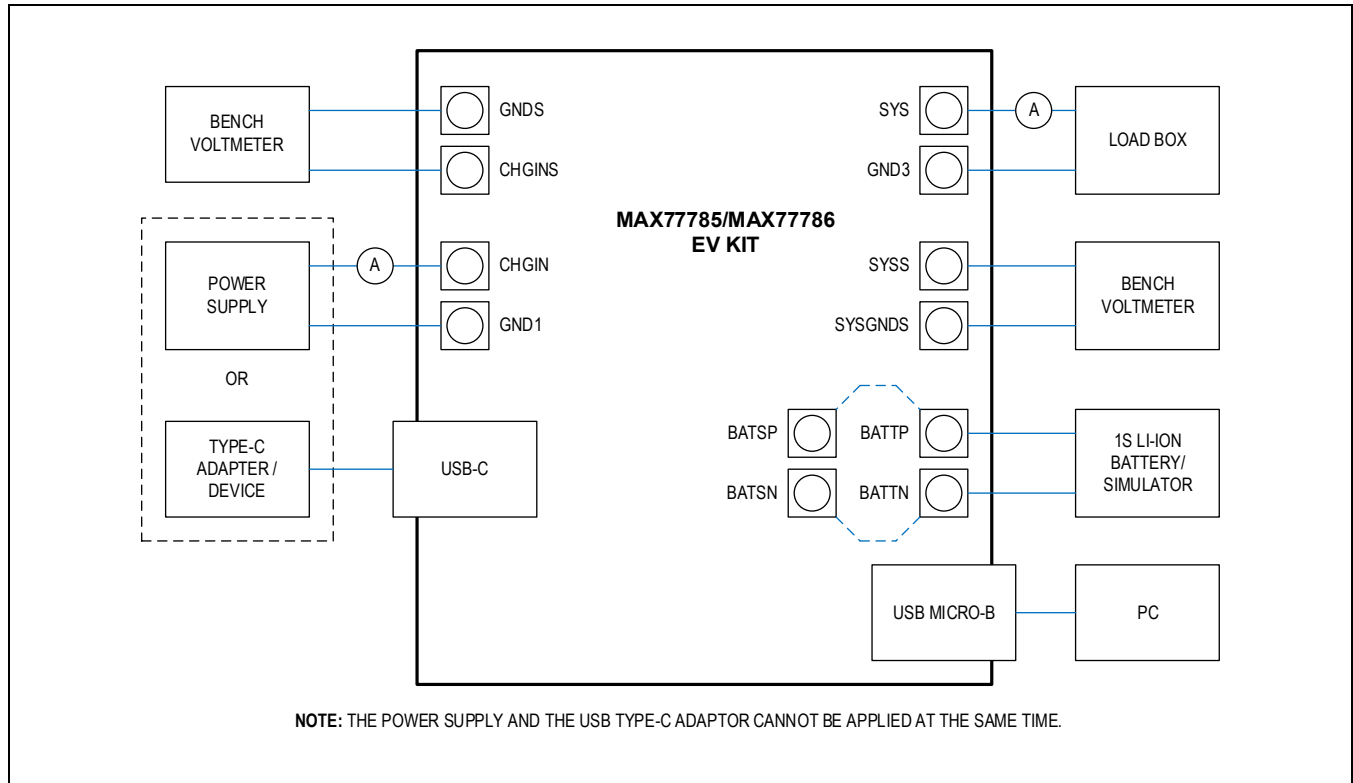 BENCH
VOLTMETER
GNDS
CHGINS
POWER
SUPPLY
A
CHGIN
GND1
OR
TYPE-C
ADAPTER /
DEVICE
USB-C
MAX77785/MAX77786
EV KIT
SYS
A
GND3
LOAD BOX
SYSS
SYSGNDS
BENCH
VOLTMETER
BATSP
BATTP
BATSN
BATTN
1S LI-ION
BATTERY/
SIMULATOR
USB MICRO-B
PC
NOTE: THE POWER SUPPLY AND THE USB TYPE-C ADAPTOR CANNOT BE APPLIED AT THE SAME TIME.